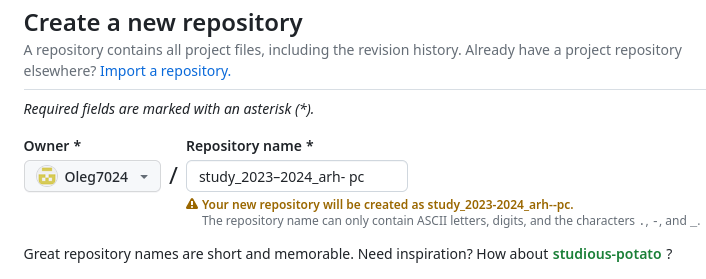 Create a new repository
A repository contains all project files, including the revision history. Already have a project repository
elsewhere? Import a repository.
Required fields are marked with an asterisk (*).
Owner *
Repository name *
Oleg7024
/
study_2023–2024_arh- pc
Your new repository will be created as study_2023-2024_arh--pc.
The repository name can only contain ASCII letters, digits, and the characters ., -, and _.
Great repository names are short and memorable. Need inspiration? How about studious-potato ?